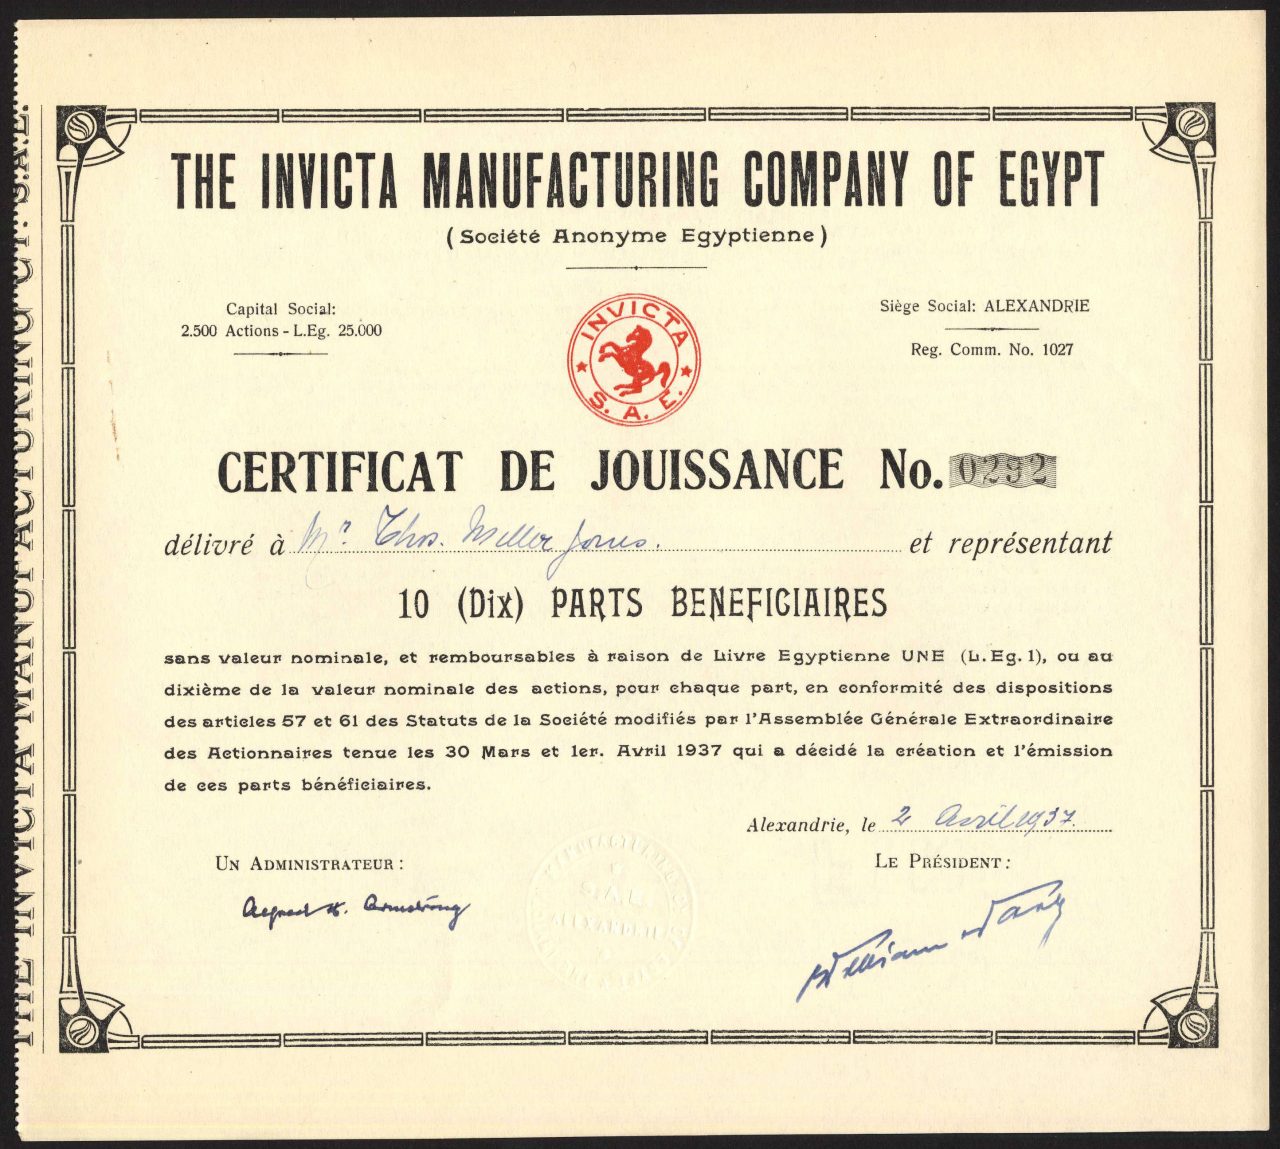 THE INVICTA MANUFACTURING COMPANY OF EGYPT
(Société Anonyme Egyptienne)
Capital Social:
2.500 Actions - L.Eg. 25.000
INVICTA
S. A. E.
Siège Social: ALEXANDRIE
Reg. Comm. No. 1027
CERTIFICAT DE JOUISSANCE No. 0292
délivré à Mr. Thos. Meller Jones. et représentant
10 (Dix) PARTS BENEFICIAIRES
sans valeur nominale, et remboursables à raison de Livre Egyptienne UNE (L.Eg.1), ou au
dixième de la valeur nominale des actions, pour chaque part, en conformité des dispositions
des articles 57 et 61 des Statuts de la Société modifiés par l'Assemblée Générale Extraordinaire
des Actionnaires tenue les 30 Mars et 1er. Avril 1937 qui a décidé la création et l'émission
de ces parts bénéficiaires.
Alexandrie, le 2 Avril 1937.
UN ADMINISTRATEUR:
LE PRÉSIDENT:
Alfred H. Armstrong
William
S.A.E.
ALEXANDRIE
THE INVICTA MANUFACTURING CY. S.A.E.